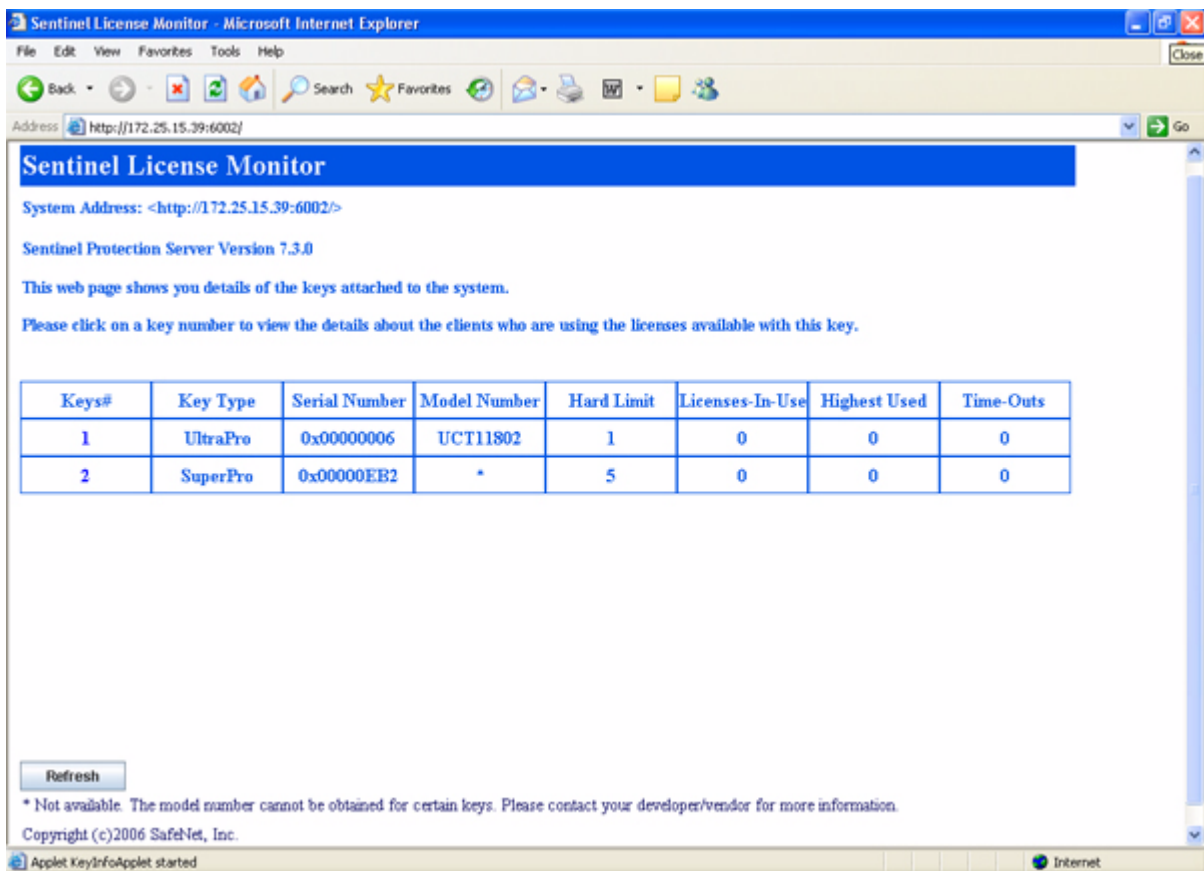 Sentinel License Monitor - Microsoft Internet Explorer
File Edit View Favorites Tools Help
Close
Back Search Favorites
Address http://172.25.15.39:6002/ Go
Sentinel License Monitor
System Address: <http://172.25.15.39:6002/>
Sentinel Protection Server Version 7.3.0
This web page shows you details of the keys attached to the system.
Please click on a key number to view the details about the clients who are using the licenses available with this key.
Keys# Key Type Serial Number Model Number Hard Limit Licenses-In-Use Highest Used Time-Outs
1 UltraPro 0x00000006 UCT11802 1 0 0 0
2 SuperPro 0x00000EB2 * 5 0 0 0
Refresh
* Not available. The model number cannot be obtained for certain keys. Please contact your developer/vendor for more information.
Copyright (c)2006 SafeNet, Inc.
Applet KeyInfoApplet started Internet